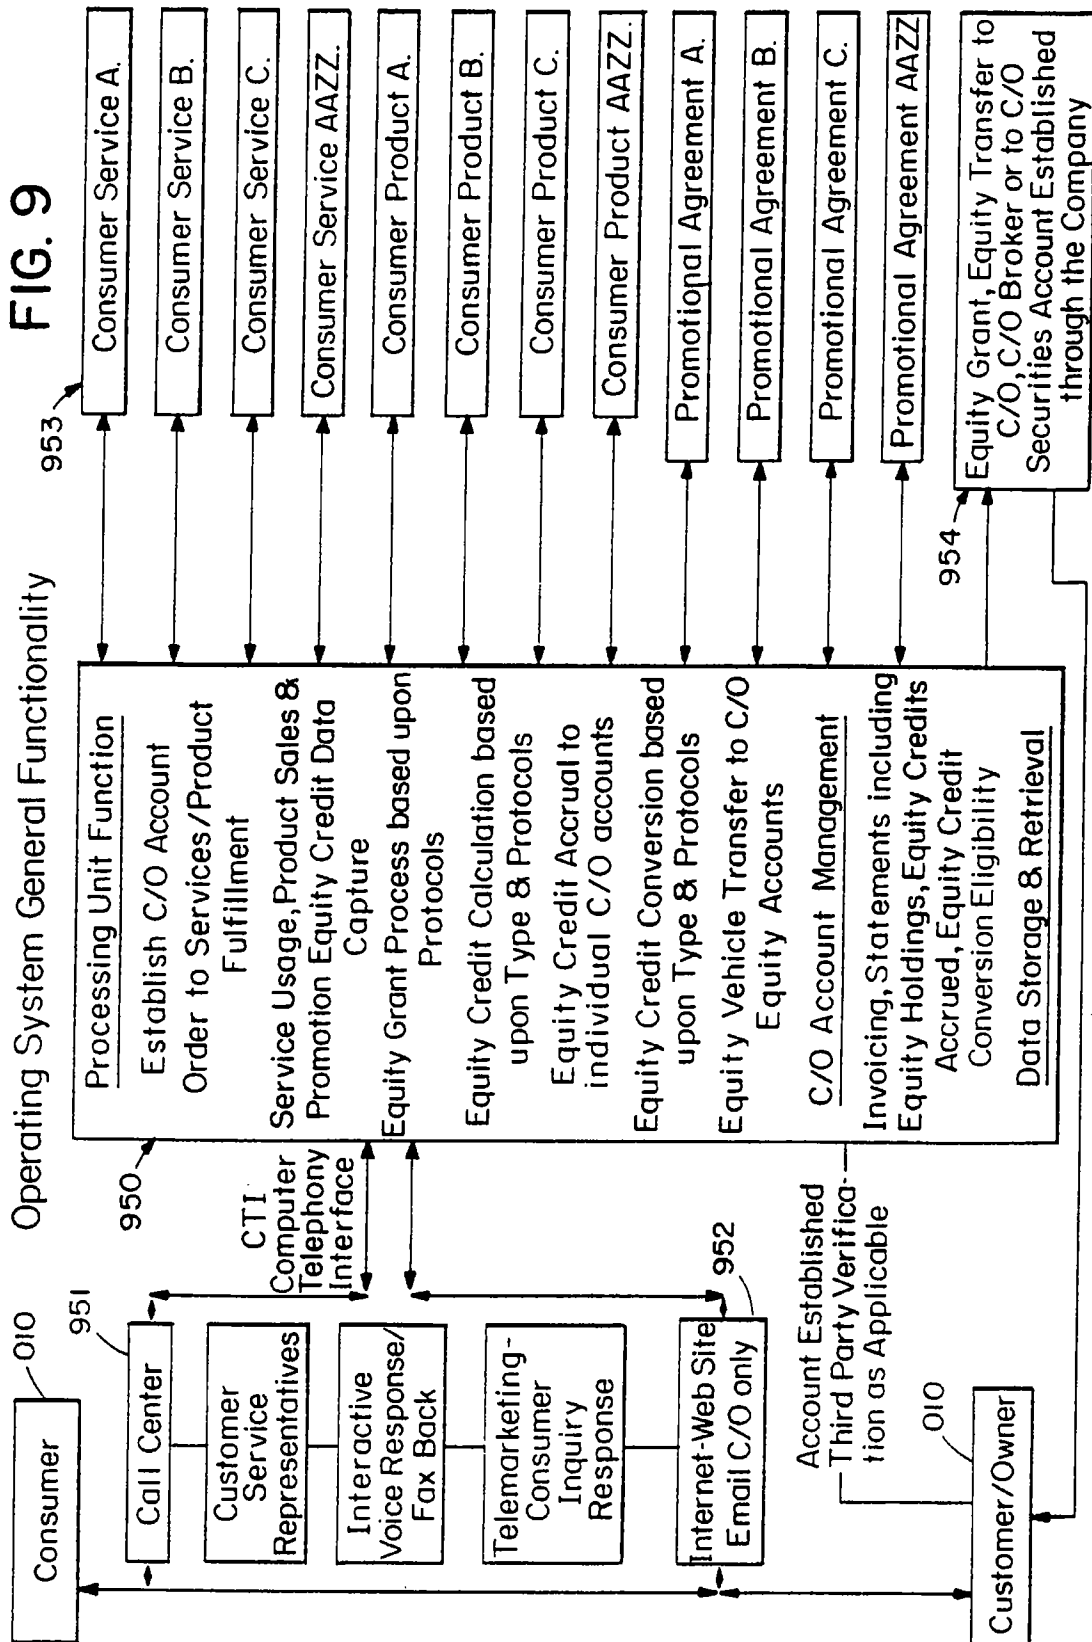 Operating System General Functionality
FIG. 9
Consumer
010
951
Call Center
Customer
Service
Representatives
Interactive
Voice Response/
Fax Back
Telemarketing-
Consumer
Inquiry
Response
Internet-Web Site
Email C/O only
952
CTI
Computer
Telephony
Interface
Account Established
Third Party Verifica-
tion as Applicable
010
Customer/Owner
950
Processing Unit Function
Establish C/O Account
Order to Services/Product
Fulfillment
Service Usage, Product Sales &
Promotion Equity Credit Data
Capture
Equity Grant Process based upon
Protocols
Equity Credit Calculation based
upon Type & Protocols
Equity Credit Accrual to
individual C/O accounts
Equity Credit Conversion based
upon Type & Protocols
Equity Vehicle Transfer to C/O
Equity Accounts
C/O Account Management
Invoicing, Statements including
Equity Holdings, Equity Credits
Accrued, Equity Credit
Conversion Eligibility
Data Storage & Retrieval
953
Consumer Service A.
Consumer Service B.
Consumer Service C.
Consumer Service AAZZ.
Consumer Product A.
Consumer Product B.
Consumer Product C.
Consumer Product AAZZ.
Promotional Agreement A.
Promotional Agreement B.
Promotional Agreement C.
Promotional Agreement AAZZ
954
Equity Grant, Equity Transfer to
C/O, C/O Broker or to C/O
Securities Account Established
through the Company